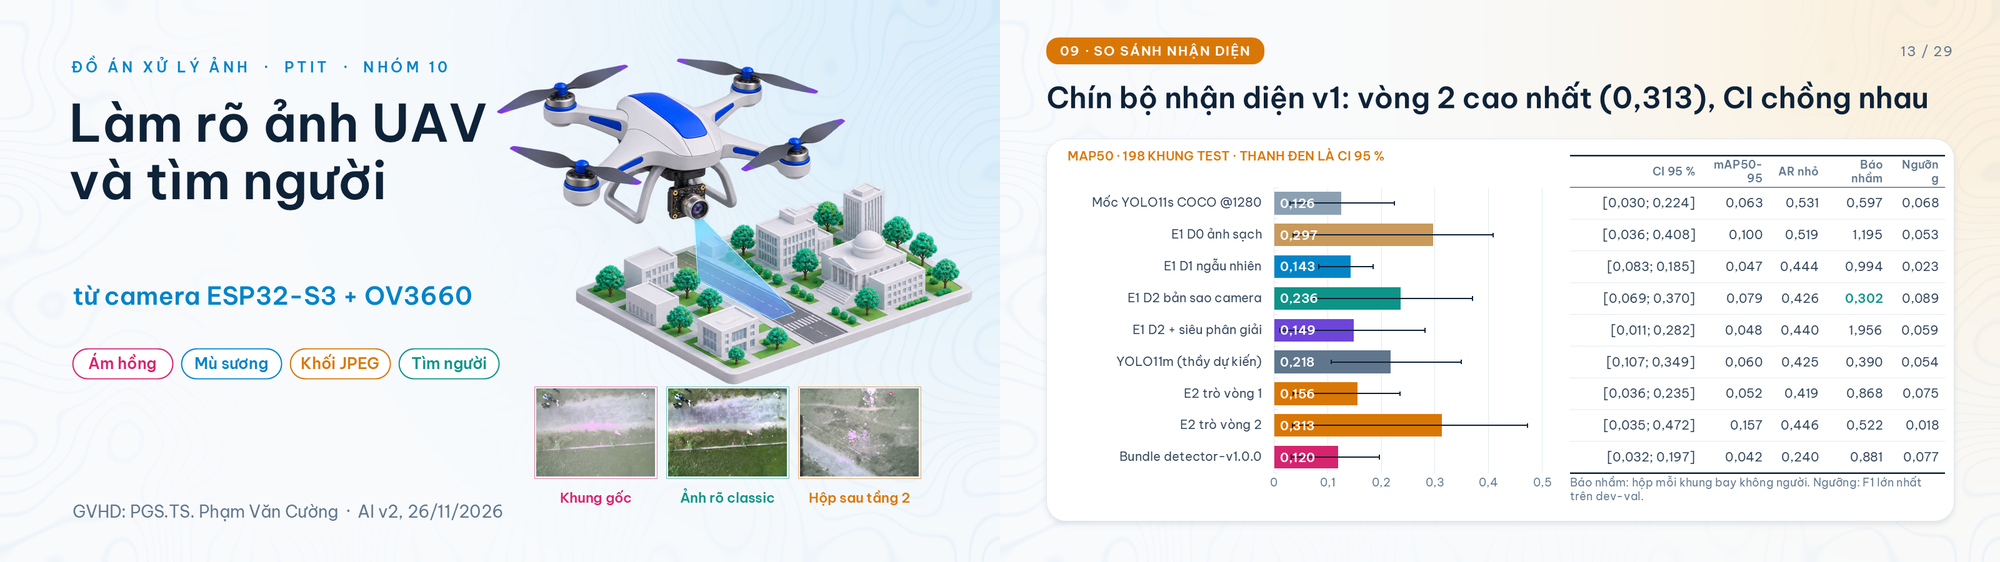 ĐỒ ÁN XỬ LÝ ẢNH · PTIT · NHÓM 10
Làm rõ ảnh UAV
và tìm người
từ camera ESP32-S3 + OV3660
Ám hồng
Mù sương
Khối JPEG
Tìm người
Khung gốc
Ảnh rõ classic
Hộp sau tầng 2
GVHD: PGS.TS. Phạm Văn Cường · AI v2, 26/11/2026
09 · SO SÁNH NHẬN DIỆN
13 / 29
Chín bộ nhận diện v1: vòng 2 cao nhất (0,313), CI chồng nhau
MAP50 · 198 KHUNG TEST · THANH ĐEN LÀ CI 95 %
CI 95 % mAP50-95 AR nhỏ Báo nhầm Ngưỡng
Mốc YOLO11s COCO @1280 0,126 [0,030; 0,224] 0,063 0,531 0,597 0,068
E1 D0 ảnh sạch 0,297 [0,036; 0,408] 0,100 0,519 1,195 0,053
E1 D1 ngẫu nhiên 0,143 [0,083; 0,185] 0,047 0,444 0,994 0,023
E1 D2 bản sao camera 0,236 [0,069; 0,370] 0,079 0,426 0,302 0,089
E1 D2 + siêu phân giải 0,149 [0,011; 0,282] 0,048 0,440 1,956 0,059
YOLO11m (thầy dự kiến) 0,218 [0,107; 0,349] 0,060 0,425 0,390 0,054
E2 trò vòng 1 0,156 [0,036; 0,235] 0,052 0,419 0,868 0,075
E2 trò vòng 2 0,313 [0,035; 0,472] 0,157 0,446 0,522 0,018
Bundle detector-v1.0.0 0,120 [0,032; 0,197] 0,042 0,240 0,881 0,077
0 0,1 0,2 0,3 0,4 0,5
Báo nhầm: hộp mỗi khung bay không người. Ngưỡng: F1 lớn nhất
trên dev-val.